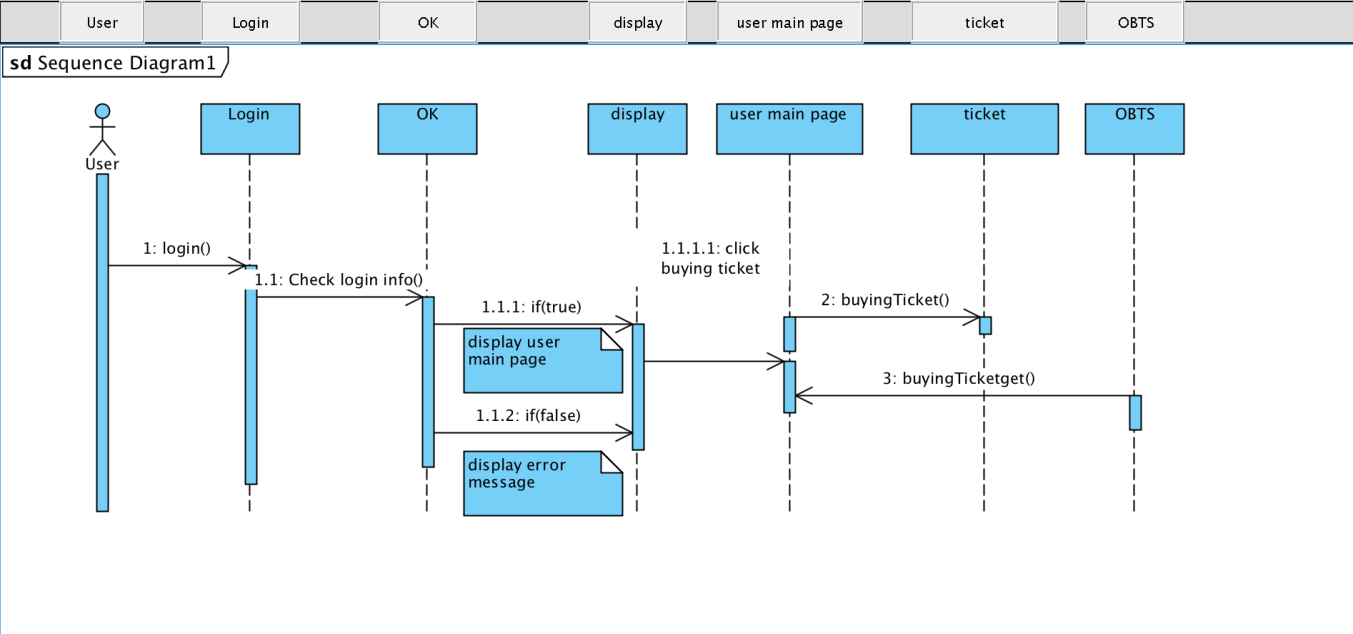 User Login OK display user main page ticket OBTS
sd Sequence Diagram1
Login OK display user main page ticket OBTS
User
1: login()
1.1.1.1: click
buying ticket
1.1: Check login info()
2: buyingTicket()
1.1.1: if(true)
display user
main page
3: buyingTicketget()
1.1.2: if(false)
display error
message